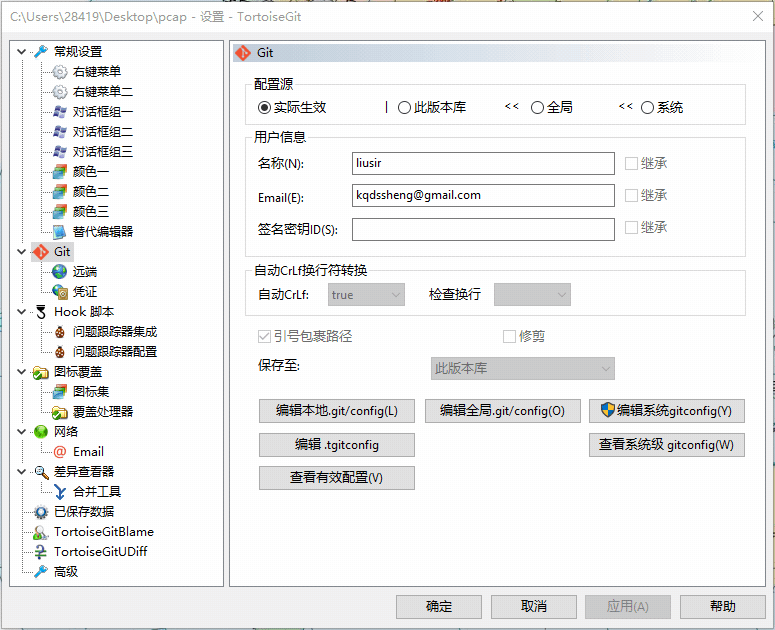 C:\Users\28419\Desktop\pcap - 设置 - TortoiseGit
常规设置
右键菜单
右键菜单二
对话框组一
对话框组二
对话框组三
颜色一
颜色二
颜色三
替代编辑器
Git
远端
凭证
Hook 脚本
问题跟踪器集成
问题跟踪器配置
图标覆盖
图标集
覆盖处理器
网络
Email
差异查看器
合并工具
已保存数据
TortoiseGitBlame
TortoiseGitUDiff
高级
Git
配置源
实际生效 | 此版本库 << 全局 << 系统
用户信息
名称(N): liusir 继承
Email(E): kqdssheng@gmail.com 继承
签名密钥ID(S): 继承
自动CrLf换行符转换
自动CrLf: true 检查换行
引号包裹路径 修剪
保存至: 此版本库
编辑本地.git/config(L) 编辑全局.git/config(O) 编辑系统gitconfig(Y)
编辑 .tgitconfig 查看系统级 gitconfig(W)
查看有效配置(V)
确定 取消 应用(A) 帮助